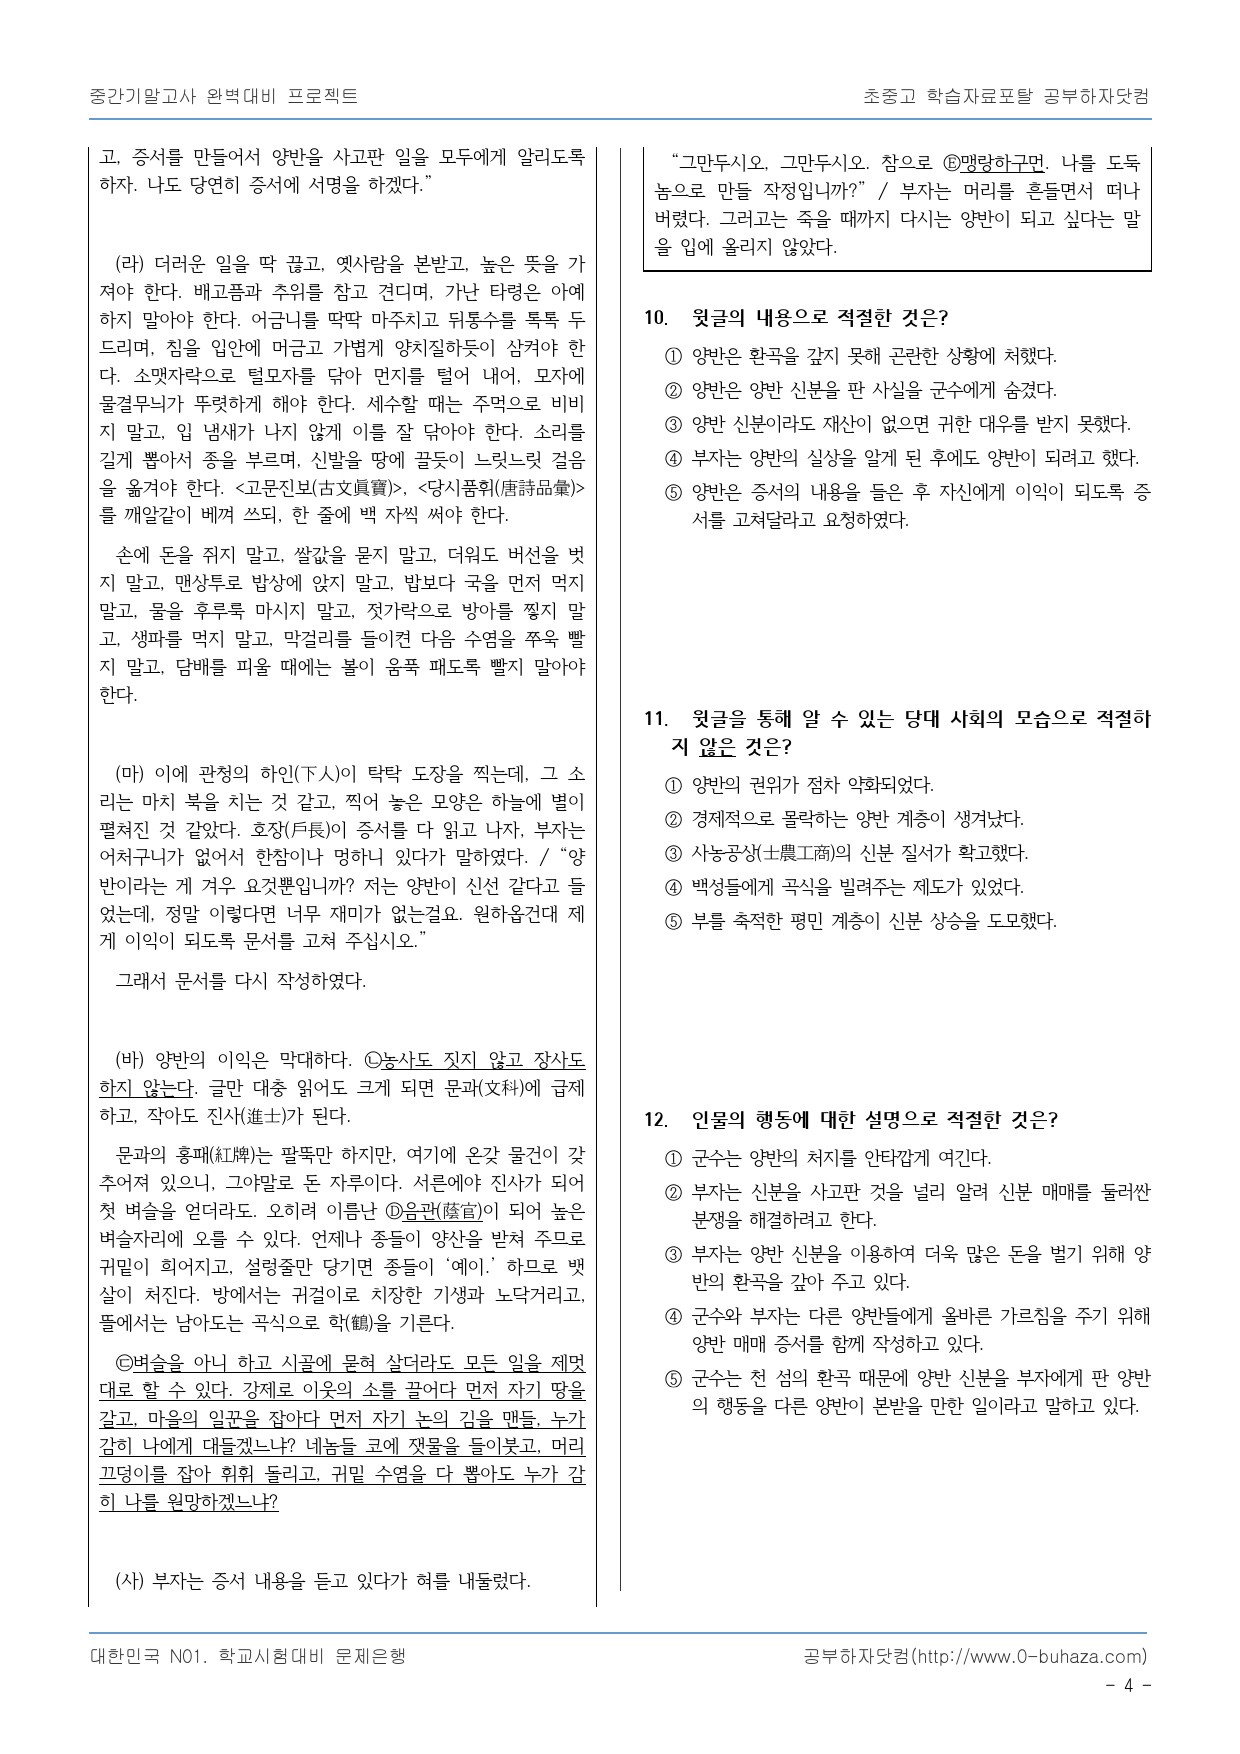 중간기말고사 완벽대비 프로젝트
초중고 학습자료포탈 공부하자닷컴
고, 증서를 만들어서 양반을 사고판 일을 모두에게 알리도록
하자. 나도 당연히 증서에 서명을 하겠다.”
(라) 더러운 일을 딱 끊고, 옛사람을 본받고, 높은 뜻을 가
져야 한다. 배고픔과 추위를 참고 견디며, 가난 타령은 아예
하지 말아야 한다. 어금니를 딱딱 마주치고 뒤통수를 톡톡 두
드리며, 침을 입안에 머금고 가볍게 양치질하듯이 삼켜야 한
다. 소맷자락으로 털모자를 닦아 먼지를 털어 내어, 모자에
물결무늬가 뚜렷하게 해야 한다. 세수할 때는 주먹으로 비비
지 말고, 입 냄새가 나지 않게 이를 잘 닦아야 한다. 소리를
길게 뽑아서 종을 부르며, 신발을 땅에 끌듯이 느릿느릿 걸음
을 옮겨야 한다. <고문진보(古文眞寶)>, <당시품휘(唐詩品彙)>
를 깨알같이 베껴 쓰되, 한 줄에 백 자씩 써야 한다.
손에 돈을 쥐지 말고, 쌀값을 묻지 말고, 더워도 버선을 벗
지 말고, 맨상투로 밥상에 앉지 말고, 밥보다 국을 먼저 먹지
말고, 물을 후루룩 마시지 말고, 젓가락으로 방아를 찧지 말
고, 생파를 먹지 말고, 막걸리를 들이켠 다음 수염을 쭈욱 빨
지 말고, 담배를 피울 때에는 볼이 움푹 패도록 빨지 말아야
한다.
(마) 이에 관청의 하인(下人)이 탁탁 도장을 찍는데, 그 소
리는 마치 북을 치는 것 같고, 찍어 놓은 모양은 하늘에 별이
펼쳐진 것 같았다. 호장(戶長)이 증서를 다 읽고 나자, 부자는
어처구니가 없어서 한참이나 멍하니 있다가 말하였다. / “양
반이라는 게 겨우 요것뿐입니까? 저는 양반이 신선 같다고 들
었는데, 정말 이렇다면 너무 재미가 없는걸요. 원하옵건대 제
게 이익이 되도록 문서를 고쳐 주십시오.”
그래서 문서를 다시 작성하였다.
(바) 양반의 이익은 막대하다. ㉡농사도 짓지 않고 장사도
하지 않는다. 글만 대충 읽어도 크게 되면 문과(文科)에 급제
하고, 작아도 진사(進士)가 된다.
문과의 홍패(紅牌)는 팔뚝만 하지만, 여기에 온갖 물건이 갖
추어져 있으니, 그야말로 돈 자루이다. 서른에야 진사가 되어
첫 벼슬을 얻더라도. 오히려 이름난 Ⓓ음관(蔭官)이 되어 높은
벼슬자리에 오를 수 있다. 언제나 종들이 양산을 받쳐 주므로
귀밑이 희어지고, 설렁줄만 당기면 종들이 ‘예이.’ 하므로 뱃
살이 처진다. 방에서는 귀걸이로 치장한 기생과 노닥거리고,
뜰에서는 남아도는 곡식으로 학(鶴)을 기른다.
㉢벼슬을 아니 하고 시골에 묻혀 살더라도 모든 일을 제멋
대로 할 수 있다. 강제로 이웃의 소를 끌어다 먼저 자기 땅을
갈고, 마을의 일꾼을 잡아다 먼저 자기 논의 김을 맨들, 누가
감히 나에게 대들겠느냐? 네놈들 코에 잿물을 들이붓고, 머리
끄덩이를 잡아 휘휘 돌리고, 귀밑 수염을 다 뽑아도 누가 감
히 나를 원망하겠느냐?
(사) 부자는 증서 내용을 듣고 있다가 혀를 내둘렀다.
“그만두시오, 그만두시오. 참으로 Ⓔ맹랑하구먼. 나를 도둑
놈으로 만들 작정입니까?” / 부자는 머리를 흔들면서 떠나
버렸다. 그러고는 죽을 때까지 다시는 양반이 되고 싶다는 말
을 입에 올리지 않았다.
10. 윗글의 내용으로 적절한 것은?
① 양반은 환곡을 갚지 못해 곤란한 상황에 처했다.
② 양반은 양반 신분을 판 사실을 군수에게 숨겼다.
③ 양반 신분이라도 재산이 없으면 귀한 대우를 받지 못했다.
④ 부자는 양반의 실상을 알게 된 후에도 양반이 되려고 했다.
⑤ 양반은 증서의 내용을 들은 후 자신에게 이익이 되도록 증
서를 고쳐달라고 요청하였다.
11. 윗글을 통해 알 수 있는 당대 사회의 모습으로 적절하
지 않은 것은?
① 양반의 권위가 점차 약화되었다.
② 경제적으로 몰락하는 양반 계층이 생겨났다.
③ 사농공상(士農工商)의 신분 질서가 확고했다.
④ 백성들에게 곡식을 빌려주는 제도가 있었다.
⑤ 부를 축적한 평민 계층이 신분 상승을 도모했다.
12. 인물의 행동에 대한 설명으로 적절한 것은?
① 군수는 양반의 처지를 안타깝게 여긴다.
② 부자는 신분을 사고판 것을 널리 알려 신분 매매를 둘러싼
분쟁을 해결하려고 한다.
③ 부자는 양반 신분을 이용하여 더욱 많은 돈을 벌기 위해 양
반의 환곡을 갚아 주고 있다.
④ 군수와 부자는 다른 양반들에게 올바른 가르침을 주기 위해
양반 매매 증서를 함께 작성하고 있다.
⑤ 군수는 천 섬의 환곡 때문에 양반 신분을 부자에게 판 양반
의 행동을 다른 양반이 본받을 만한 일이라고 말하고 있다.
대한민국 N01. 학교시험대비 문제은행
공부하자닷컴(http://www.0-buhaza.com)
- 4 -